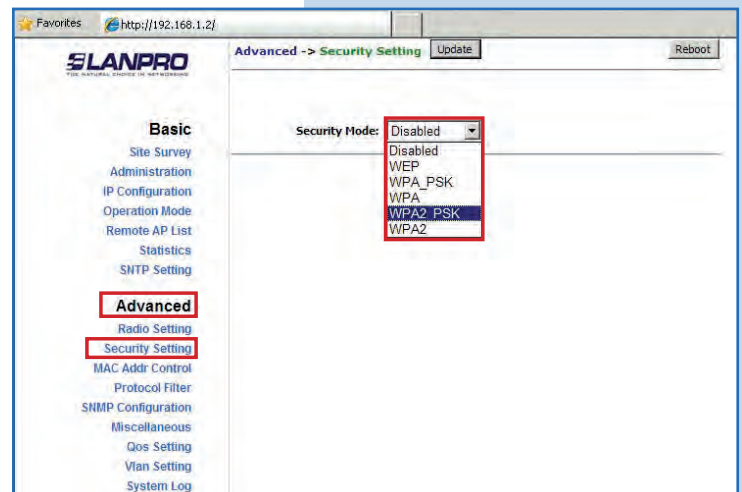 Favorites http://192.168.1.2/
LANPRO
THE NATURAL CHOICE IN NETWORKING
Advanced -> Security Setting Update Reboot
Basic
Site Survey
Administration
IP Configuration
Operation Mode
Remote AP List
Statistics
SNTP Setting
Advanced
Radio Setting
Security Setting
MAC Addr Control
Protocol Filter
SNMP Configuration
Miscellaneous
Qos Setting
Vlan Setting
System Log
Security Mode: Disabled
Disabled
WEP
WPA_PSK
WPA
WPA2_PSK
WPA2